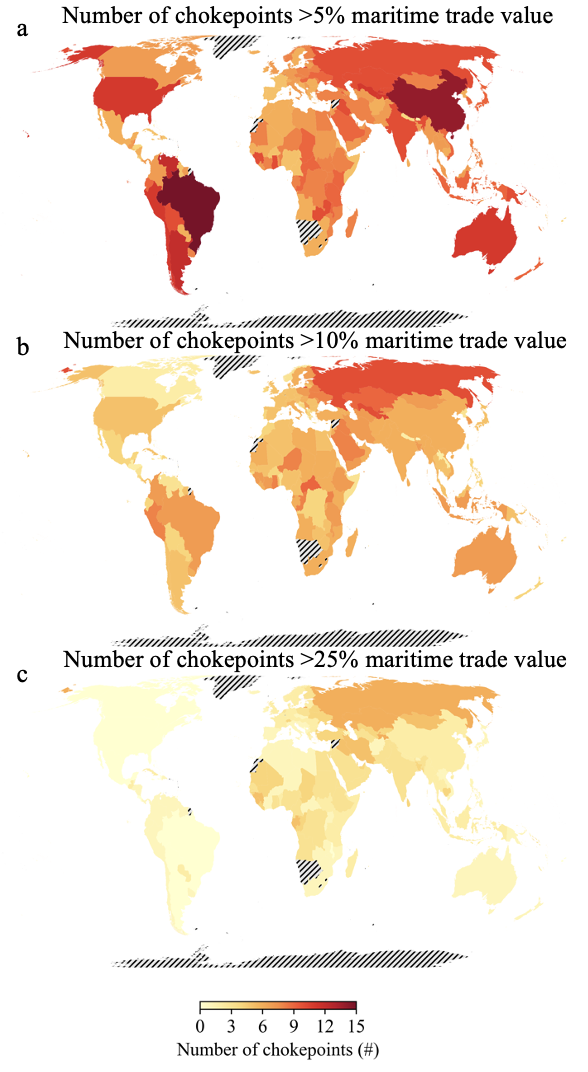 a
Number of chokepoints >5% maritime trade value
b
Number of chokepoints >10% maritime trade value
c
Number of chokepoints >25% maritime trade value
0 3 6 9 12 15
Number of chokepoints (#)